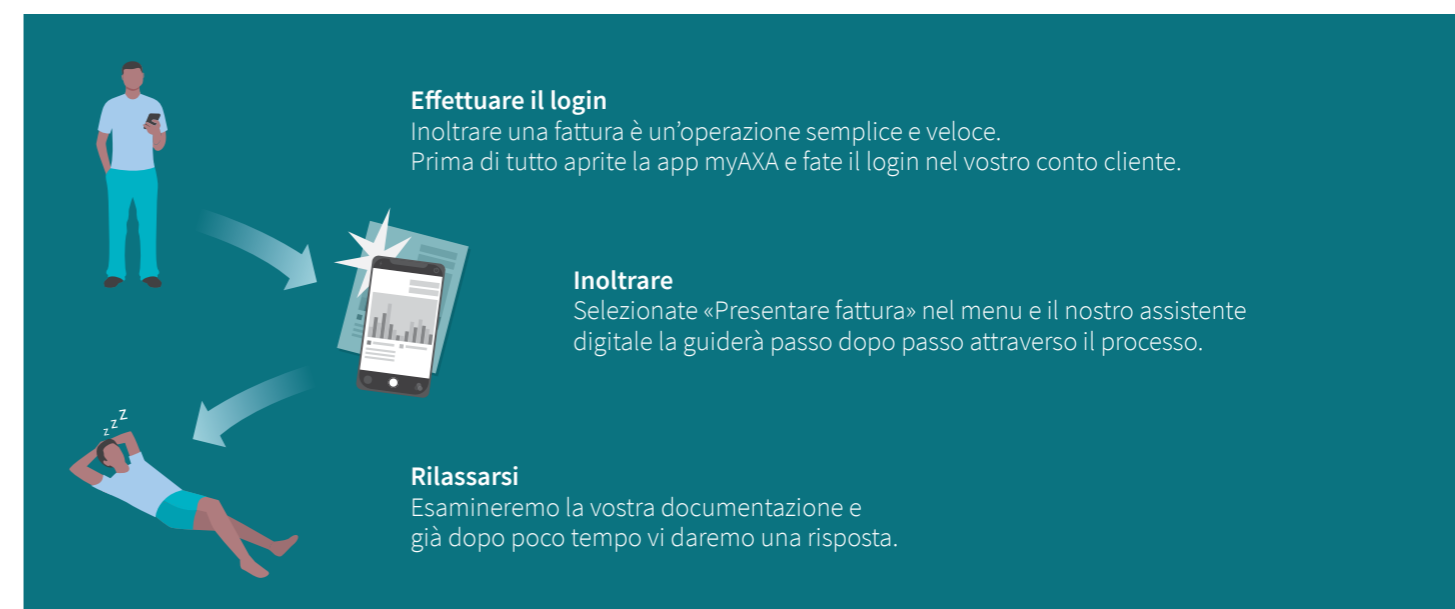 Effettuare il login
Inoltrare una fattura è un’operazione semplice e veloce.
Prima di tutto aprite la app myAXA e fate il login nel vostro conto cliente.
Inoltrare
Selezionate «Presentare fattura» nel menu e il nostro assistente
digitale la guiderà passo dopo passo attraverso il processo.
z z z
Rilassarsi
Esamineremo la vostra documentazione e
già dopo poco tempo vi daremo una risposta.